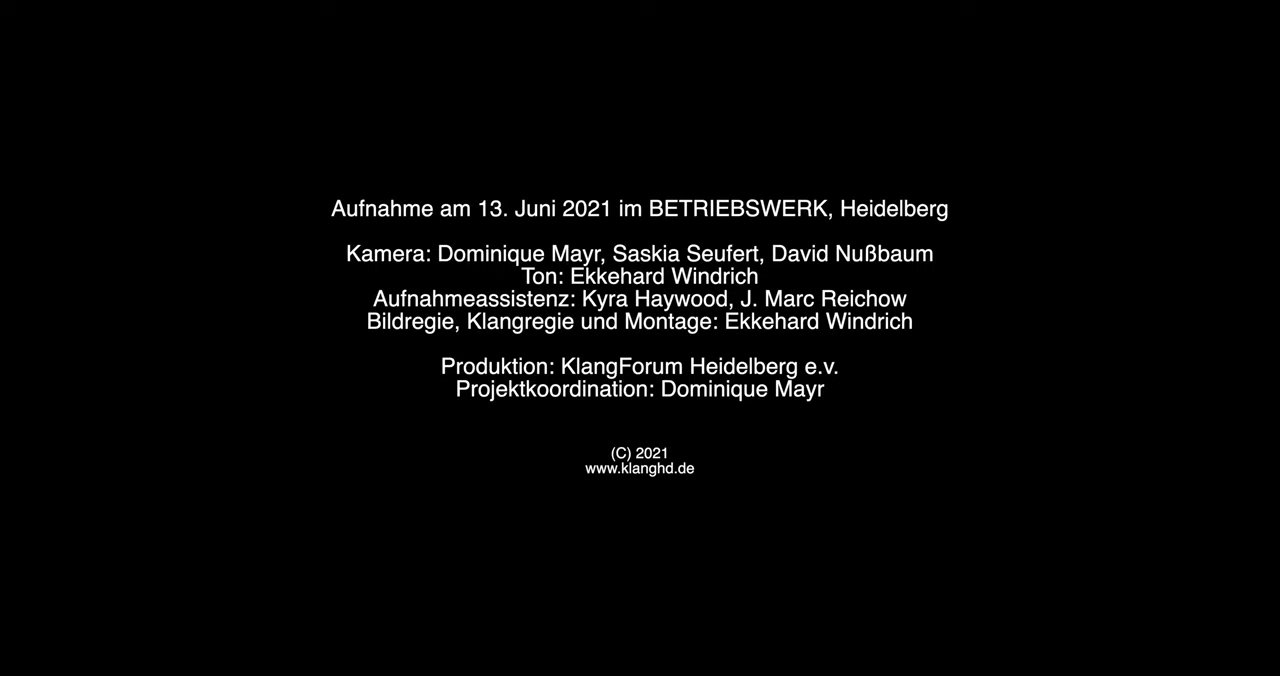 Aufnahme am 13. Juni 2021 im BETRIEBSWERK, Heidelberg
Kamera: Dominique Mayr, Saskia Seufert, David Nußbaum
Ton: Ekkehard Windrich
Aufnahmeassistenz: Kyra Haywood, J. Marc Reichow
Bildregie, Klangregie und Montage: Ekkehard Windrich
Produktion: KlangForum Heidelberg e.v.
Projektkoordination: Dominique Mayr
(C) 2021
www.klanghd.de